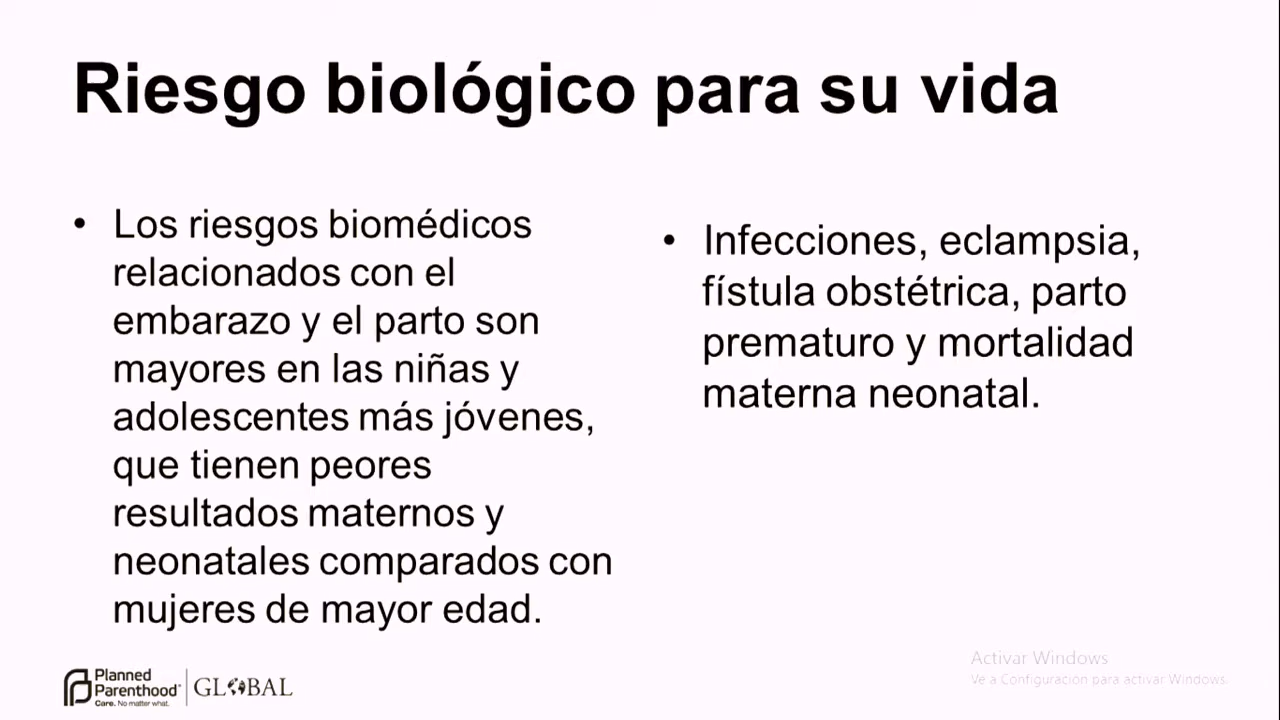 Riesgo biológico para su vida
• Los riesgos biomédicos
relacionados con el
embarazo y el parto son
mayores en las niñas y
adolescentes más jóvenes,
que tienen peores
resultados maternos y
neonatales comparados con
mujeres de mayor edad.
• Infecciones, eclampsia,
fístula obstétrica, parto
prematuro y mortalidad
materna neonatal.
Planned
Parenthood
Care. No matter what.
GLOBAL
Activar Windows
Ve a Configuración para activar Windows.